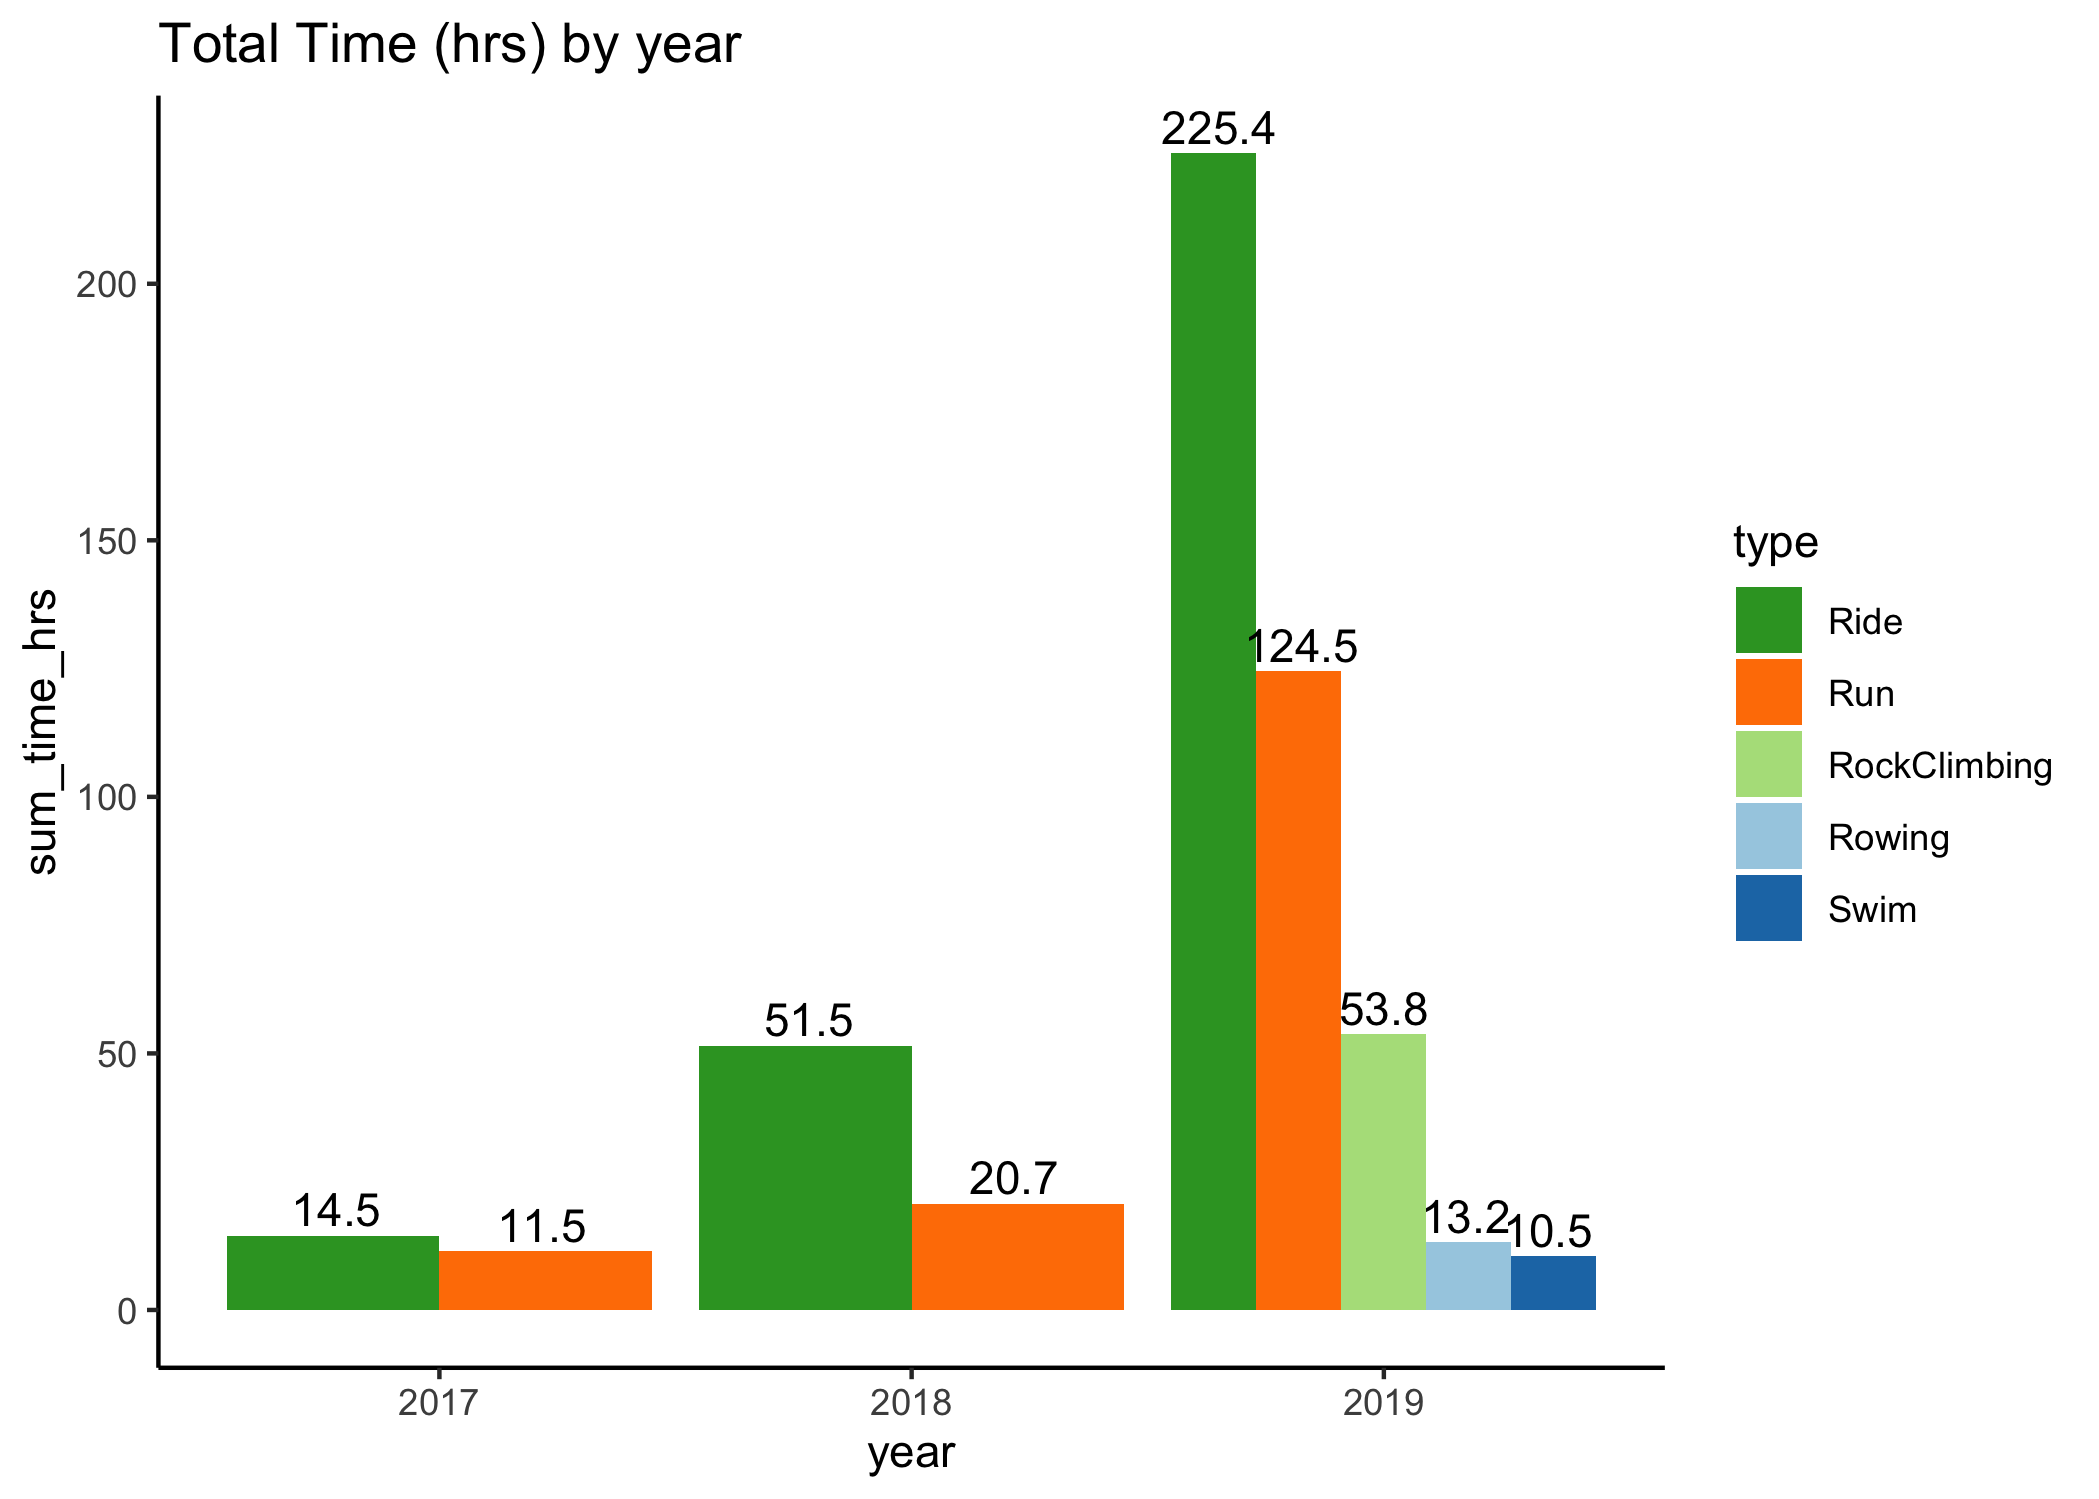 Total Time (hrs) by year
sum_time_hrs
200
150
100
50
0
14.5
11.5
51.5
20.7
225.4
124.5
53.8
13.2
10.5
2017
2018
2019
year
type
Ride
Run
RockClimbing
Rowing
Swim